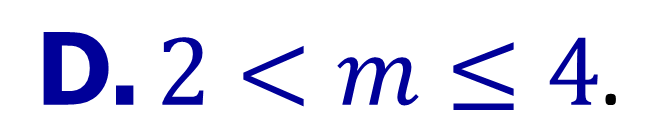 D. 2 < m ≤ 4.